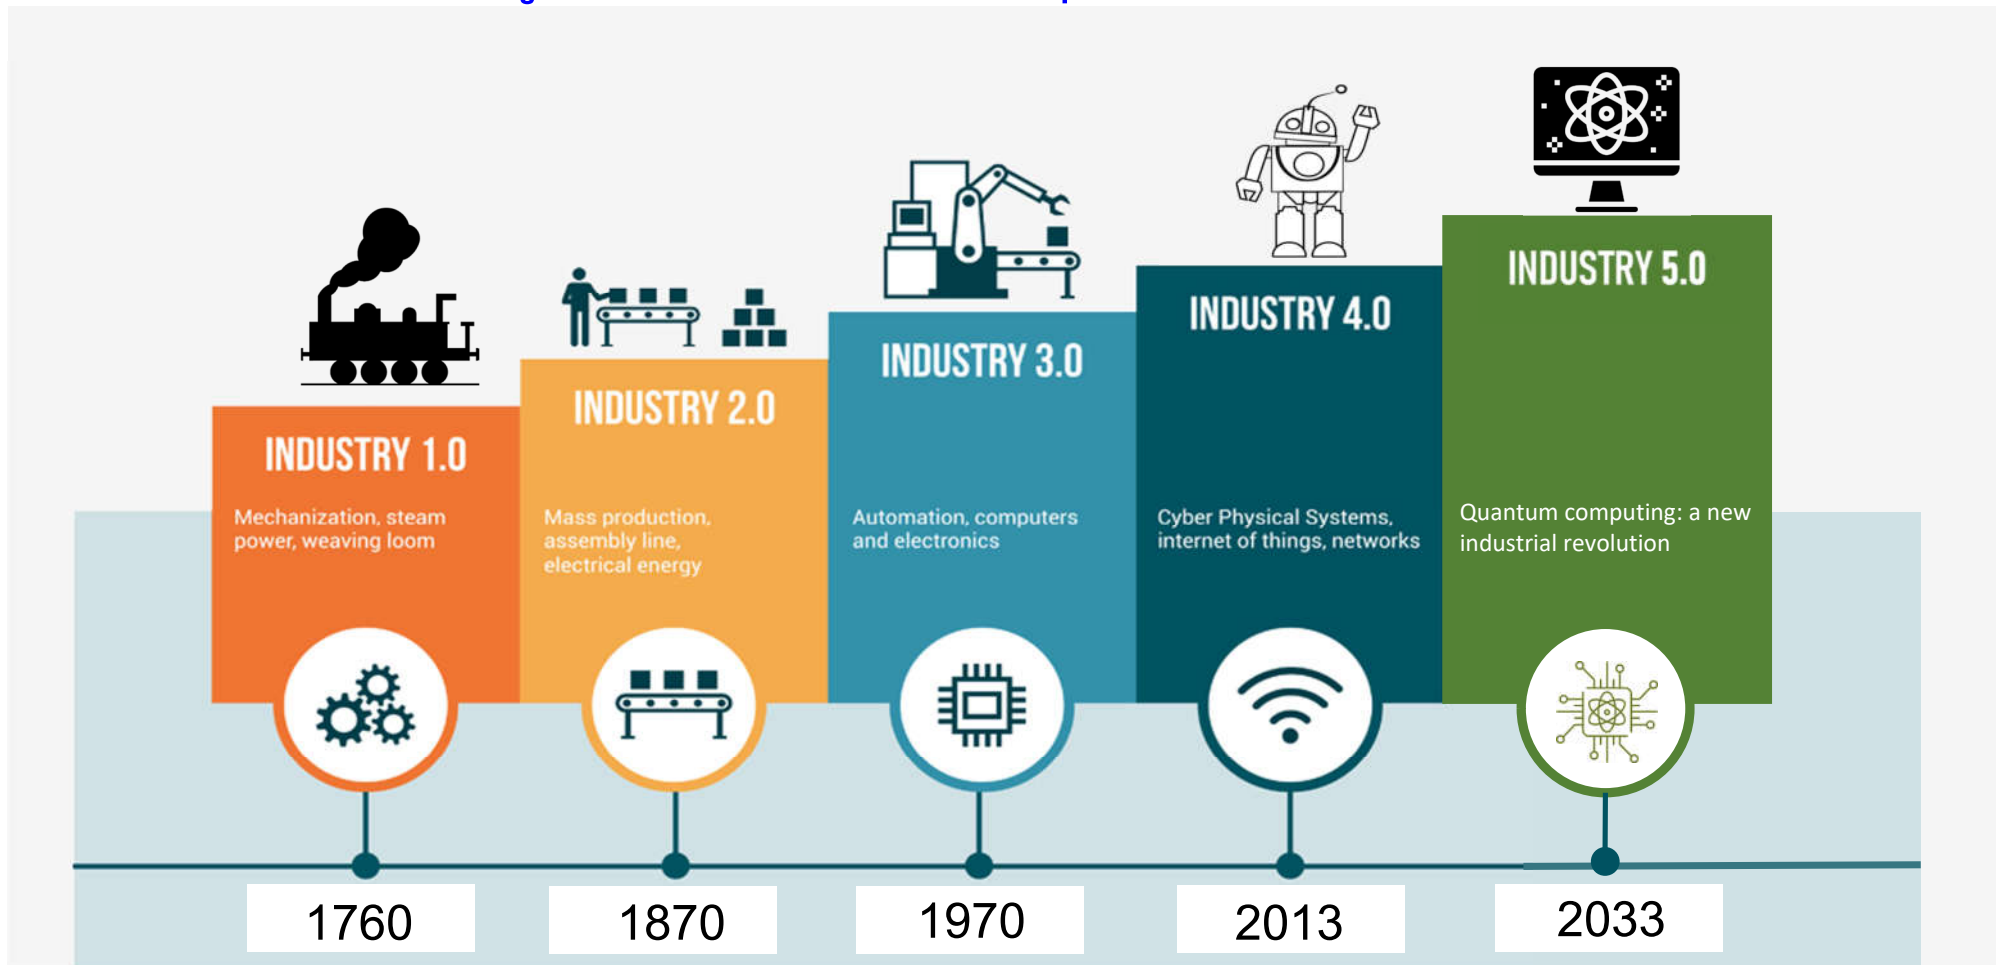 INDUSTRY 1.0
Mechanization, steam
power, weaving loom
1760
INDUSTRY 2.0
Mass production,
assembly line,
electrical energy
1870
INDUSTRY 3.0
Automation, computers
and electronics
1970
INDUSTRY 4.0
Cyber Physical Systems,
internet of things, networks
2013
INDUSTRY 5.0
Quantum computing: a new
industrial revolution
2033